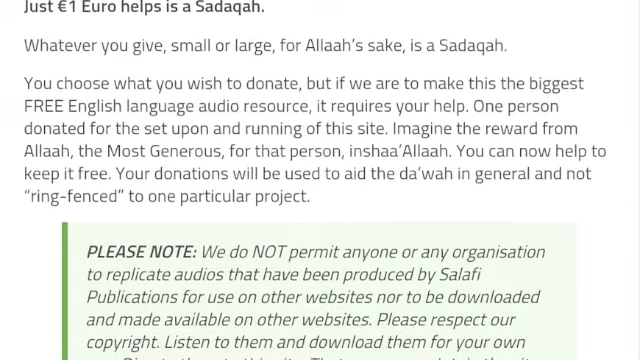 Just €1 Euro helps is a Sadaqah.
Whatever you give, small or large, for Allaah's sake, is a Sadaqah.
You choose what you wish to donate, but if we are to make this the biggest
FREE English language audio resource, it requires your help. One person
donated for the set upon and running of this site. Imagine the reward from
Allaah, the Most Generous, for that person, inshaa'Allaah. You can now help to
keep it free. Your donations will be used to aid the da'wah in general and not
"ring-fenced" to one particular project.
PLEASE NOTE: We do NOT permit anyone or any organisation
to replicate audios that have been produced by Salafi
Publications for use on other websites nor to be downloaded
and made available on other websites. Please respect our
copyright. Listen to them and download them for your own